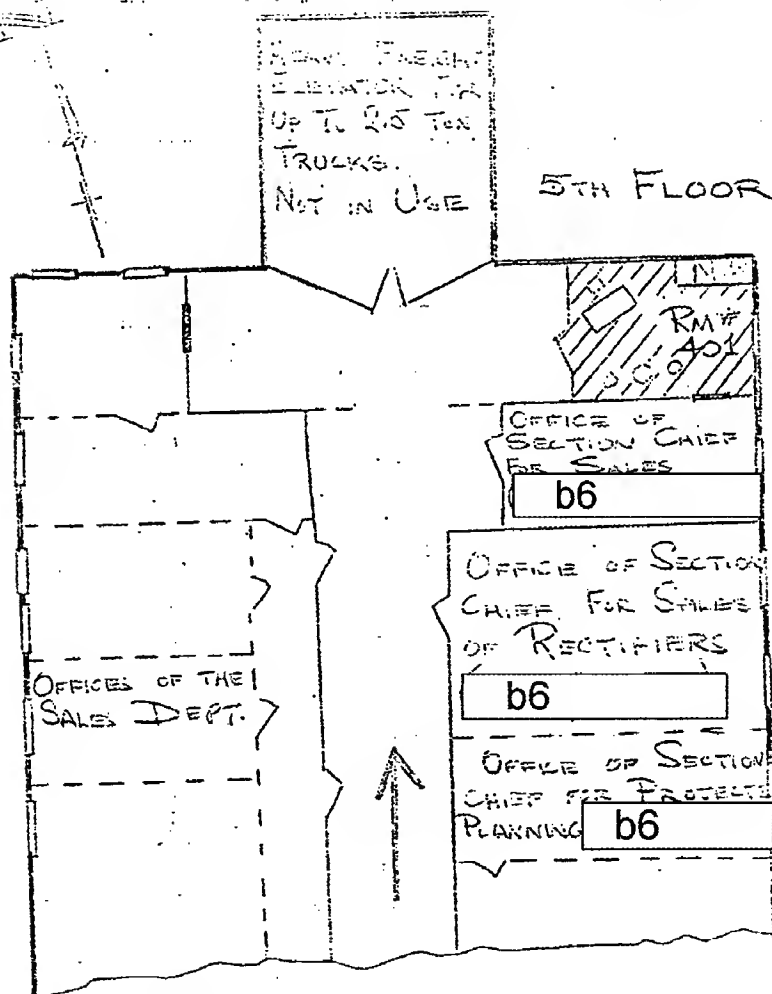 HEAVY FREIGHT
ELEVATOR FOR
UP TO 2.5 TON
TRUCKS.
NOT IN USE
5TH FLOOR
N
RM#
401
OFFICE OF
SECTION CHIEF
FOR SALES
b6
OFFICE OF SECTION
CHIEF FOR SALES
OF RECTIFIERS
b6
OFFICES OF THE
SALES DEPT.
OFFICE OF SECTION
CHIEF FOR PROTECTS
PLANNING b6